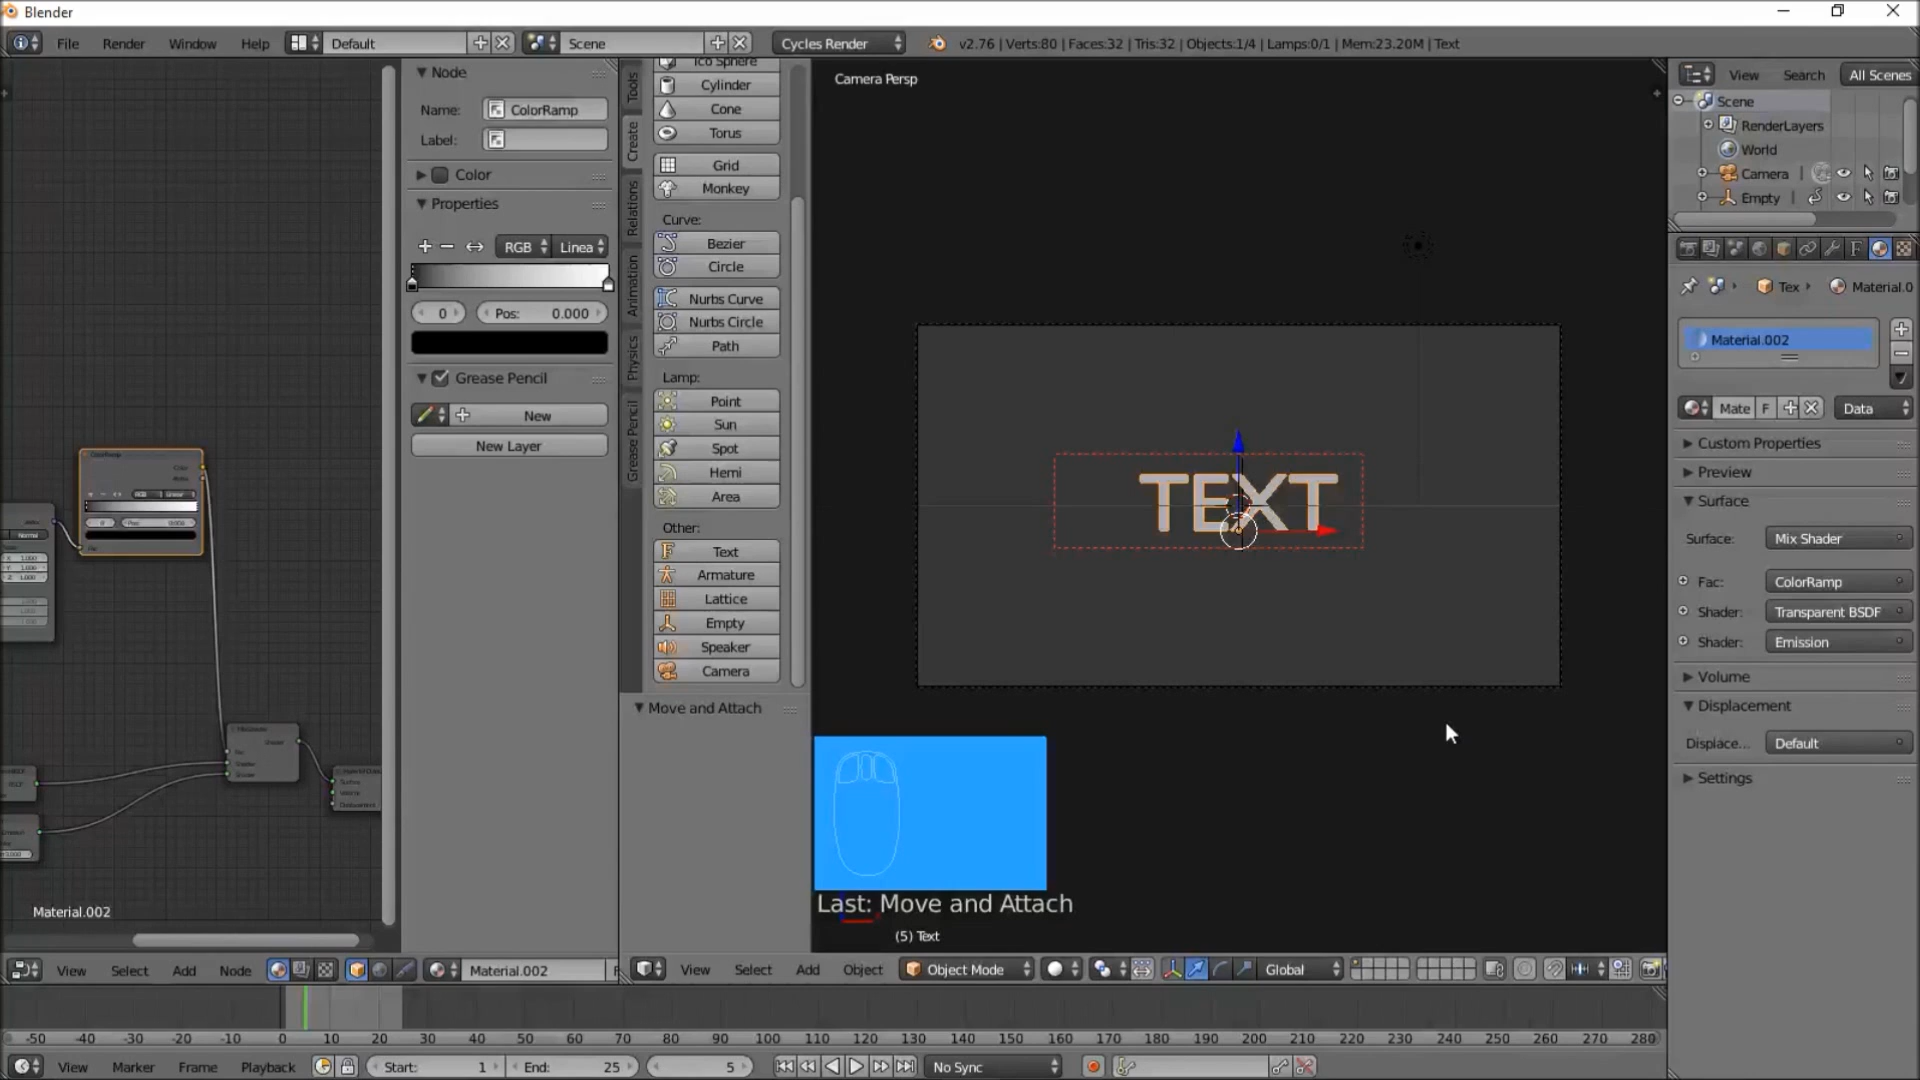 Blender
File Render Window Help Default Scene Cycles Render v2.76 | Verts:80 | Faces:32 | Tris:32 | Objects:1/4 | Lamps:0/1 | Mem:23.20M | Text
Node
Name: ColorRamp
Label:
Color
Properties
RGB Linea
0 Pos: 0.000
Grease Pencil
New
New Layer
Material.002
Tools
Create
Relations
Animation
Physics
Grease Pencil
Ico Sphere
Cylinder
Cone
Torus
Grid
Monkey
Curve:
Bezier
Circle
Nurbs Curve
Nurbs Circle
Path
Lamp:
Point
Sun
Spot
Hemi
Area
Other:
Text
Armature
Lattice
Empty
Speaker
Camera
Move and Attach
Camera Persp
TEXT
Last: Move and Attach
(5) Text
View Search All Scenes
Scene
RenderLayers
World
Camera
Empty
Tex Material.0
Material.002
Mate F Data
Custom Properties
Preview
Surface
Surface: Mix Shader
Fac: ColorRamp
Shader: Transparent BSDF
Shader: Emission
Volume
Displacement
Displace... Default
Settings
View Select Add Node Material.002
View Select Add Object Object Mode Global
-50 -40 -30 -20 -10 0 10 20 30 40 50 60 70 80 90 100 110 120 130 140 150 160 170 180 190 200 210 220 230 240 250 260 270 280
View Marker Frame Playback Start: 1 End: 25 5 No Sync